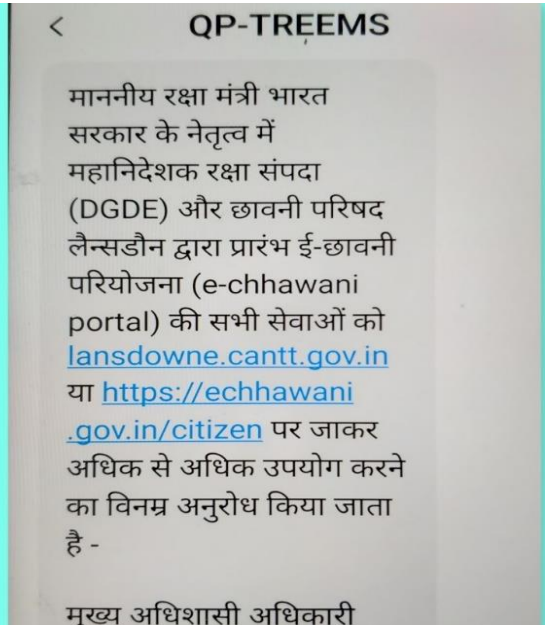 QP-TREEMS
माननीय रक्षा मंत्री भारत
सरकार के नेतृत्व में
महानिदेशक रक्षा संपदा
(DGDE) और छावनी परिषद
लैन्सडौन द्वारा प्रारंभ ई-छावनी
परियोजना (e-chhawani
portal) की सभी सेवाओं को
lansdowne.cantt.gov.in
या https://echhawani
.gov.in/citizen पर जाकर
अधिक से अधिक उपयोग करने
का विनम्र अनुरोध किया जाता
है -
मुख्य अधिशासी अधिकारी